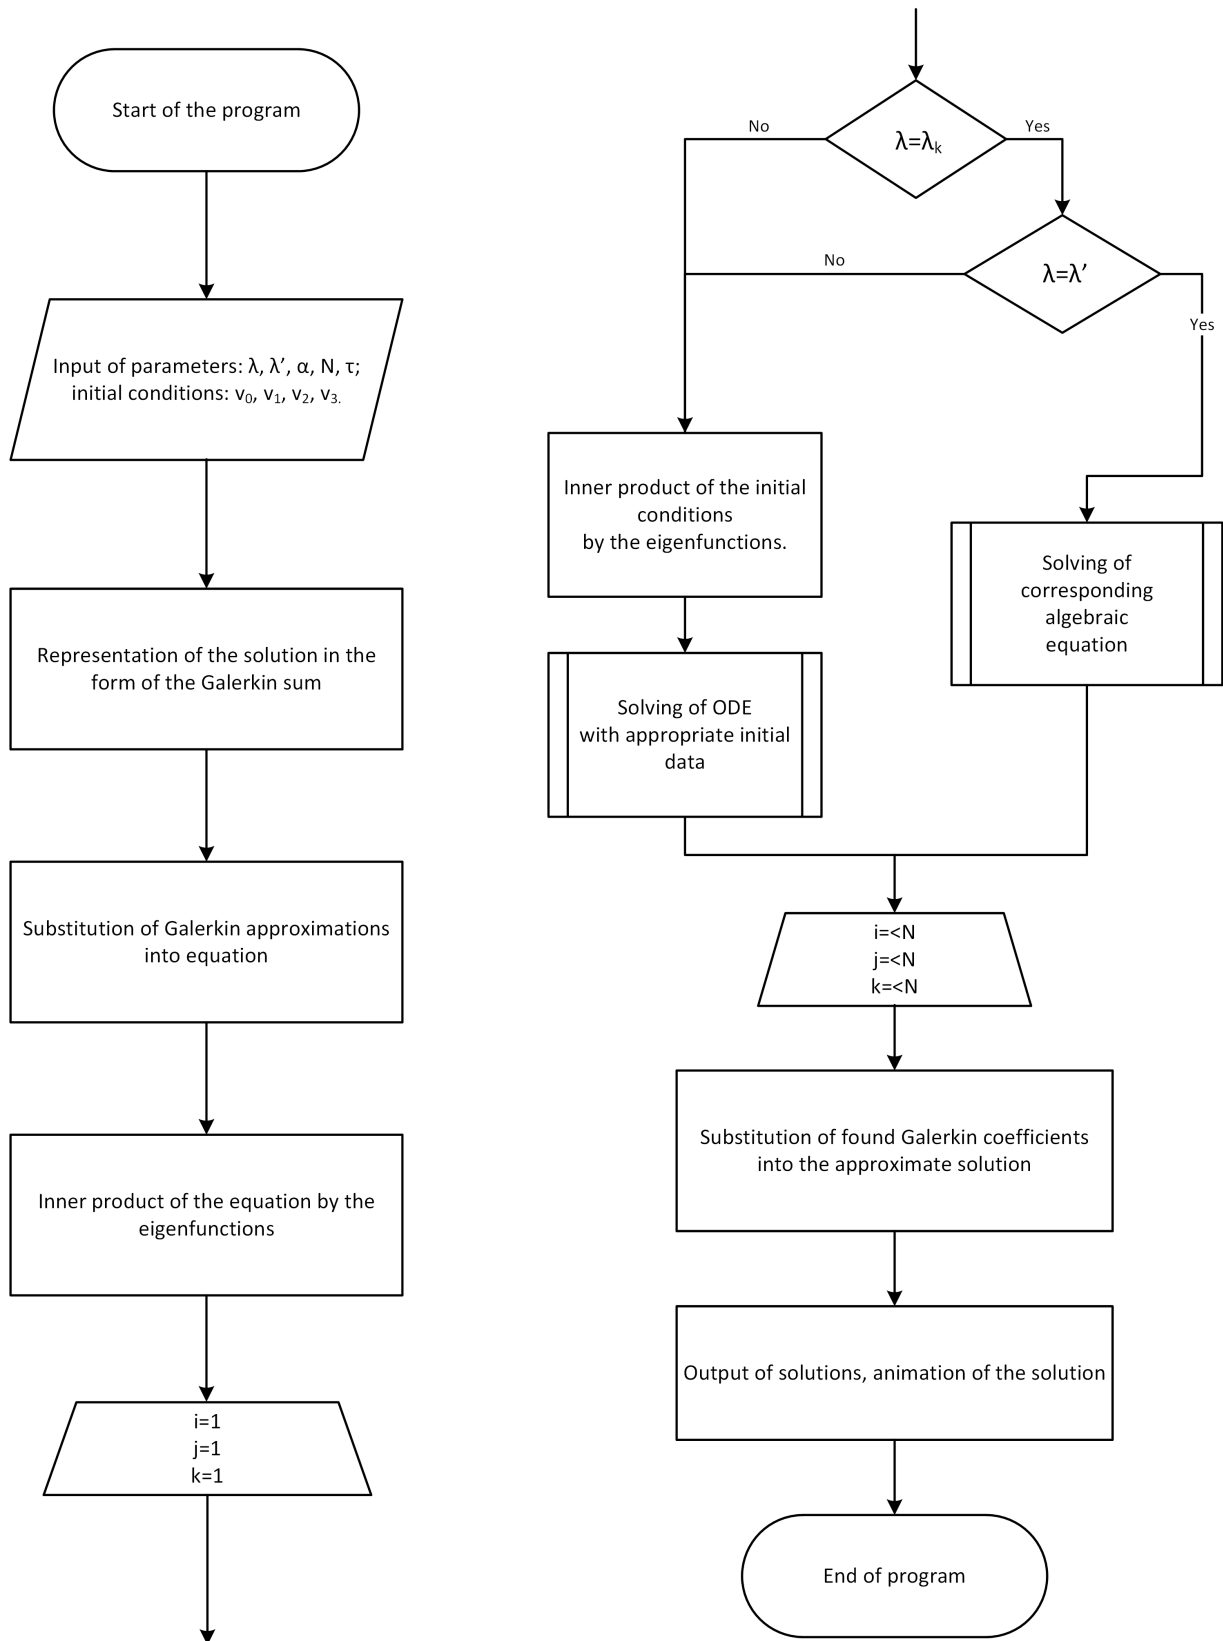 Start of the program
Input of parameters: λ, λ’, α, N, τ;
initial conditions: v₀, v₁, v₂, v₃.
Representation of the solution in the
form of the Galerkin sum
Substitution of Galerkin approximations
into equation
Inner product of the equation by the
eigenfunctions
i=1
j=1
k=1
λ=λₖ
No
Yes
λ=λ’
No
Yes
Inner product of the initial
conditions
by the eigenfunctions.
Solving of
corresponding
algebraic
equation
Solving of ODE
with appropriate initial
data
i=<N
j=<N
k=<N
Substitution of found Galerkin coefficients
into the approximate solution
Output of solutions, animation of the solution
End of program